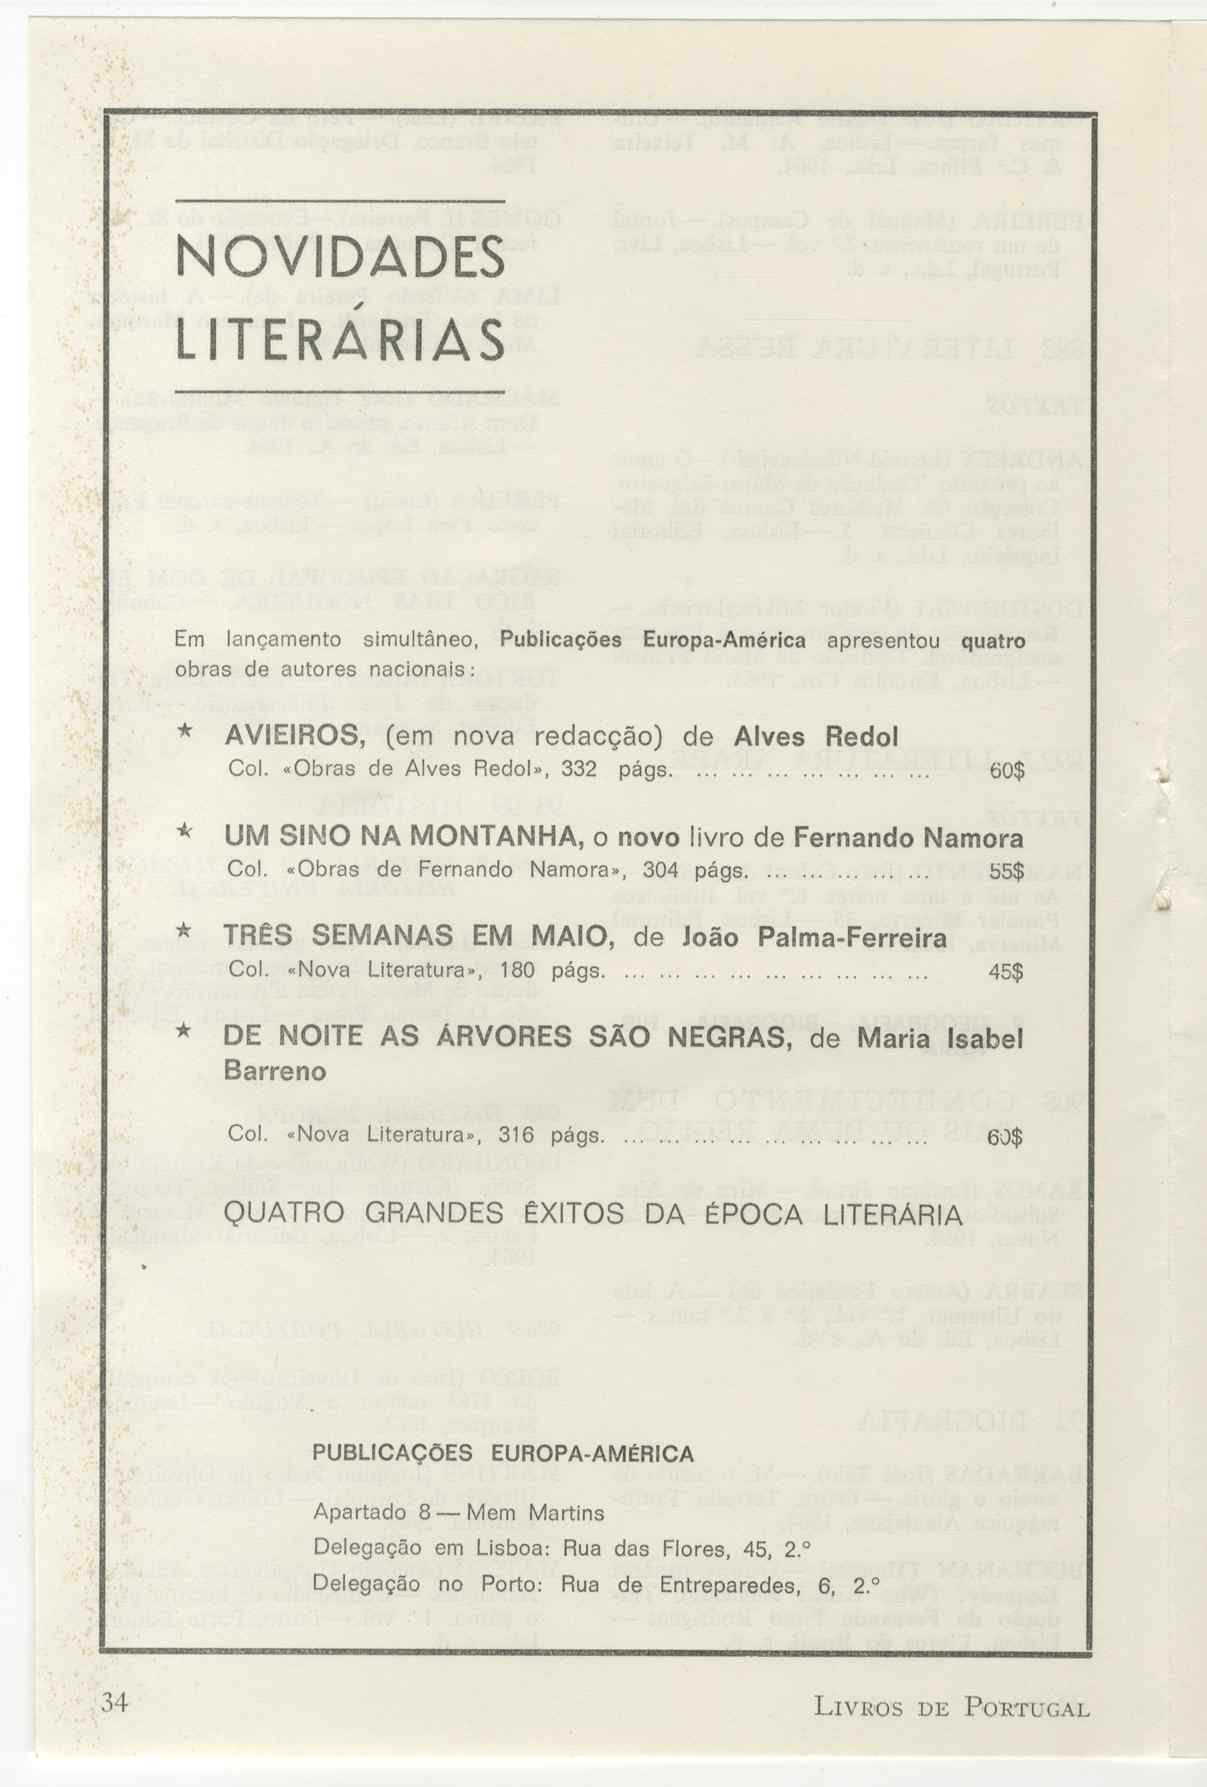 NOVIDADES
LITERÁRIAS
Em lançamento simultâneo, Publicações Europa-América apresentou quatro
obras de autores nacionais:
★ AVIEIROS, (em nova redacção) de Alves Redol
Col. «Obras de Alves Redol», 332 págs. ... ... ... ... ... ... ... 60$
★ UM SINO NA MONTANHA, o novo livro de Fernando Namora
Col. «Obras de Fernando Namora», 304 págs. ... ... ... ... ... 55$
★ TRÊS SEMANAS EM MAIO, de João Palma-Ferreira
Col. «Nova Literatura», 180 págs. ... ... ... ... ... ... ... ... ... 45$
★ DE NOITE AS ÁRVORES SÃO NEGRAS, de Maria Isabel
Barreno
Col. «Nova Literatura», 316 págs. ... ... ... ... ... ... ... ... ... 60$
QUATRO GRANDES ÊXITOS DA ÉPOCA LITERÁRIA
PUBLICAÇÕES EUROPA-AMÉRICA
Apartado 8 — Mem Martins
Delegação em Lisboa: Rua das Flores, 45, 2.º
Delegação no Porto: Rua de Entreparedes, 6, 2.º
34 LIVROS DE PORTUGAL